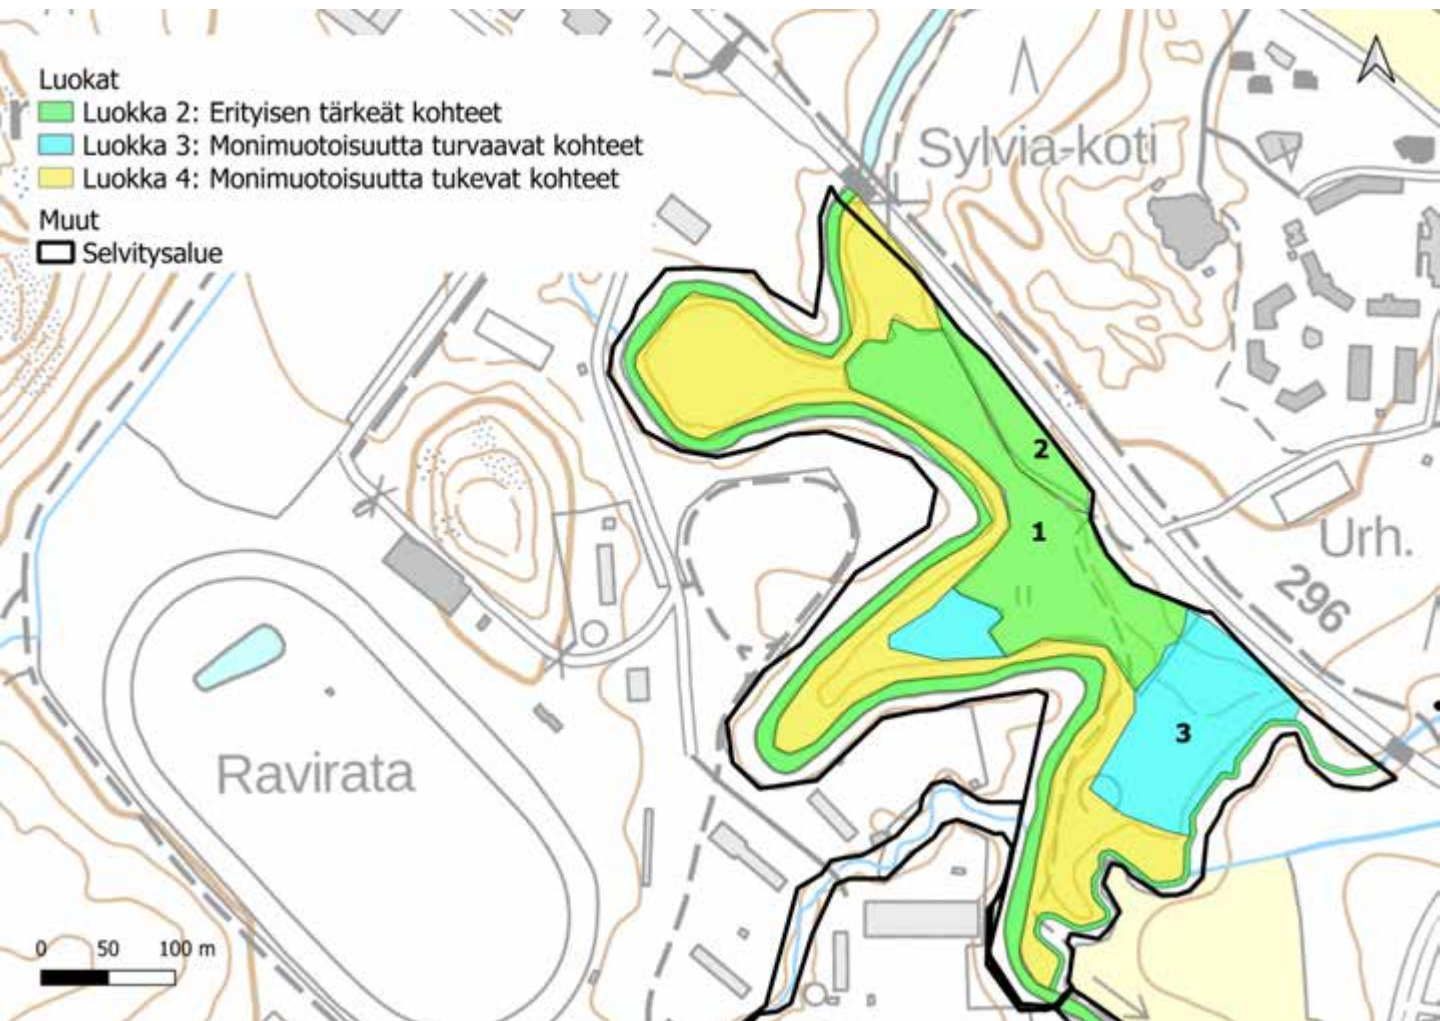 Luokat
Luokka 2: Erityisen tärkeät kohteet
Luokka 3: Monimuotoisuutta turvaavat kohteet
Luokka 4: Monimuotoisuutta tukevat kohteet
Muut
Selvitysalue
Sylvia-koti
2
1
Urh.
296
3
Ravirata
0 50 100 m